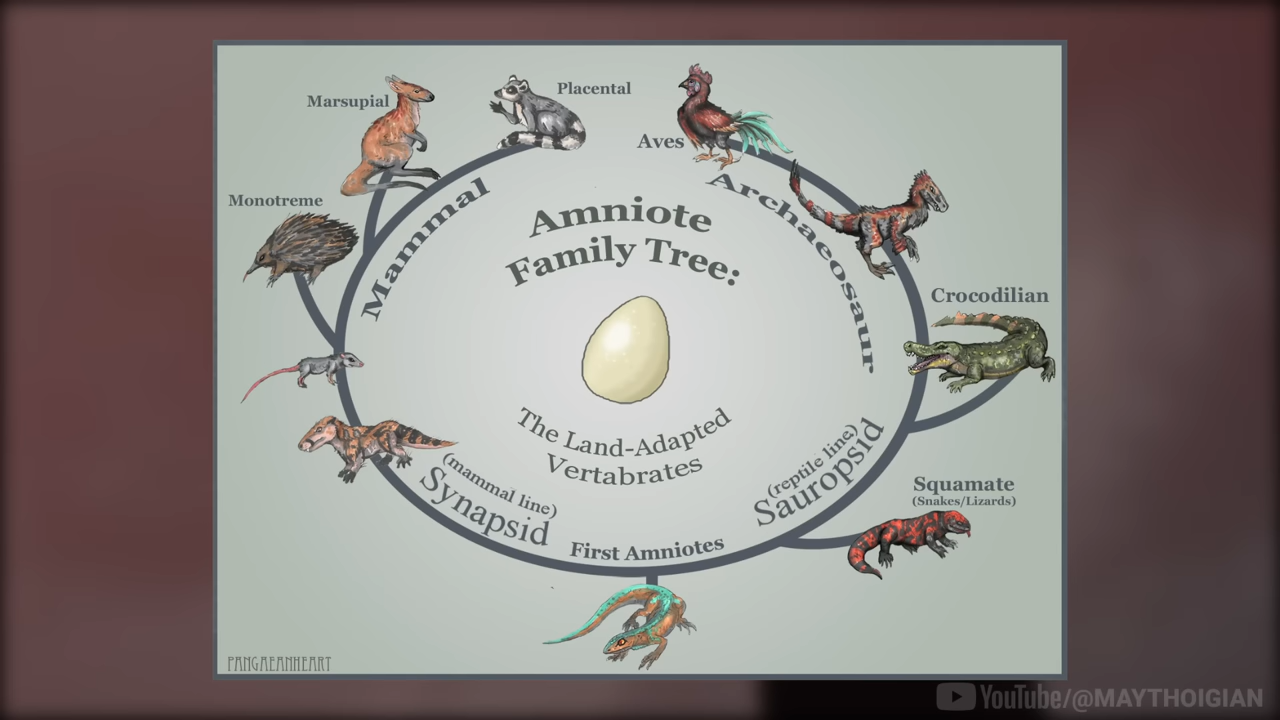 Marsupial
Placental
Aves
Monotreme
Mammal
Archaeosaur
Amniote
Family Tree:
Crocodilian
The Land-Adapted
Vertabrates
(mammal line)
Synapsid
(reptile line)
Sauropsid
Squamate
(Snakes/Lizards)
First Amniotes
PANGAEANHEART
YouTube/@MAYTHOIGIAN